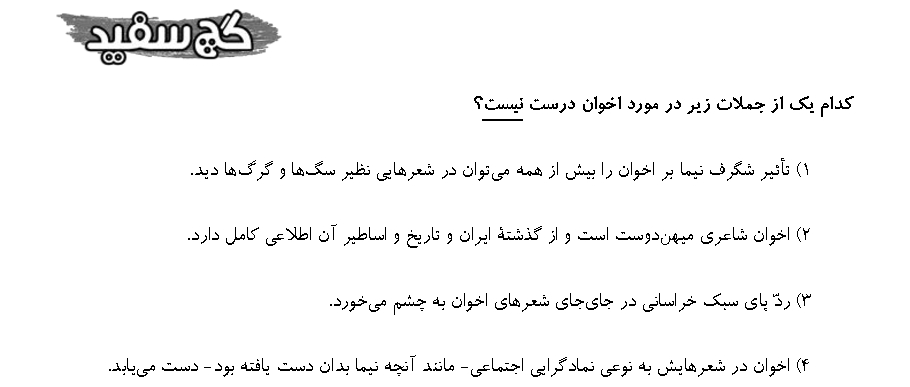 گچ سفید
کدام یک از جملات زیر در مورد اخوان درست نیست؟
۱) تأثیر شگرف نیما بر اخوان را بیش از همه می‌توان در شعرهایی نظیر سگ‌ها و گرگ‌ها دید.
۲) اخوان شاعری میهن‌دوست است و از گذشتهٔ ایران و تاریخ و اساطیر آن اطلاعی کامل دارد.
۳) ردّ پای سبک خراسانی در جای‌جای شعرهای اخوان به چشم می‌خورد.
۴) اخوان در شعرهایش به نوعی نمادگرایی اجتماعی- مانند آنچه نیما بدان دست یافته بود- دست می‌یابد.